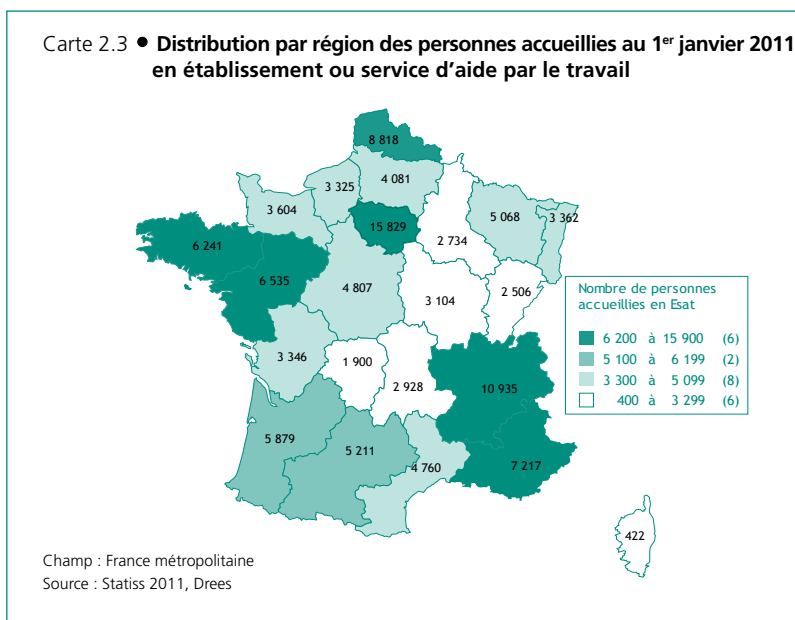 Carte 2.3 • Distribution par région des personnes accueillies au 1er janvier 2011
en établissement ou service d'aide par le travail
8 818
4 081
3 325
3 604
15 829
5 068
3 362
2 734
6 241
6 535
4 807
3 104
2 506
Nombre de personnes
accueillies en Esat
6 200 à 15 900 (6)
5 100 à 6 199 (2)
3 300 à 5 099 (8)
400 à 3 299 (6)
3 346
1 900
2 928
10 935
5 879
5 211
4 760
7 217
422
Champ : France métropolitaine
Source : Statiss 2011, Drees